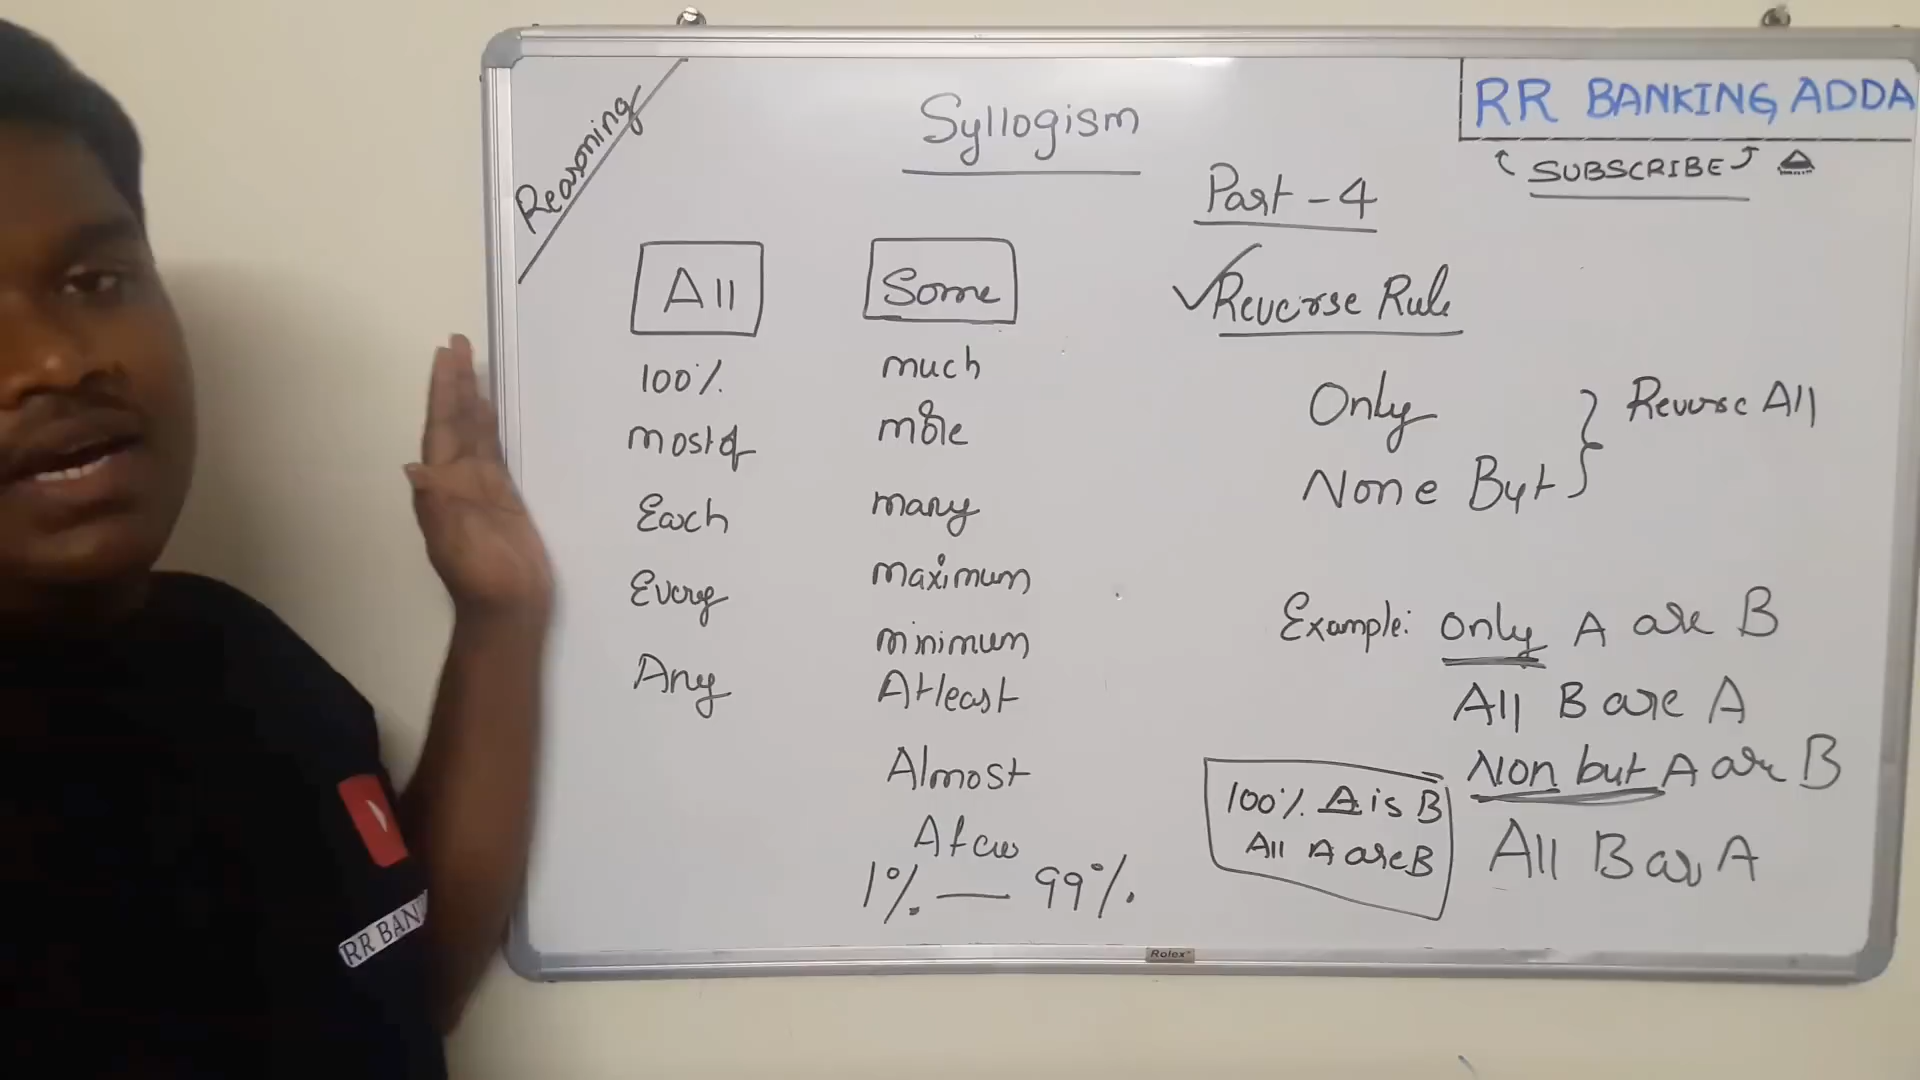 Reasoning
Syllogism
RR BANKING ADDA
SUBSCRIBE
Part - 4
All
100%
most of
Each
Every
Any
Some
much
more
many
maximum
minimum
Atleast
Almost
A few
1% — 99%
Reverse Rule
Only
None But
Reverse All
Example: only A are B
All B are A
Non but A are B
All B are A
100% A is B
All A are B
Rolex
RR BAN